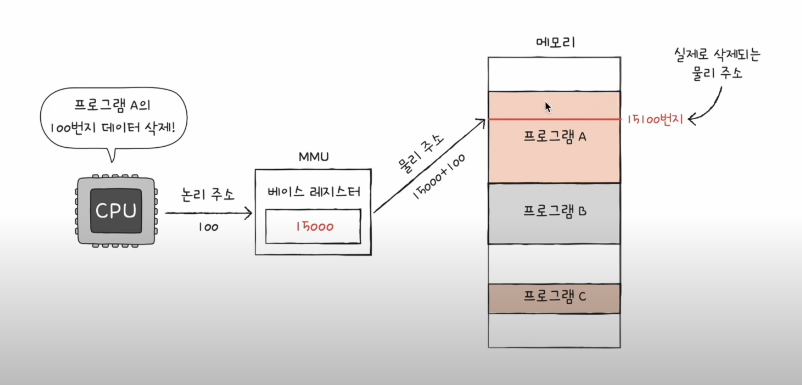 프로그램 A의
100번지 데이터 삭제!
CPU
논리 주소
100
MMU
베이스 레지스터
15000
물리 주소
15000+100
메모리
프로그램 A
프로그램 B
프로그램 C
15100번지
실제로 삭제되는
물리 주소